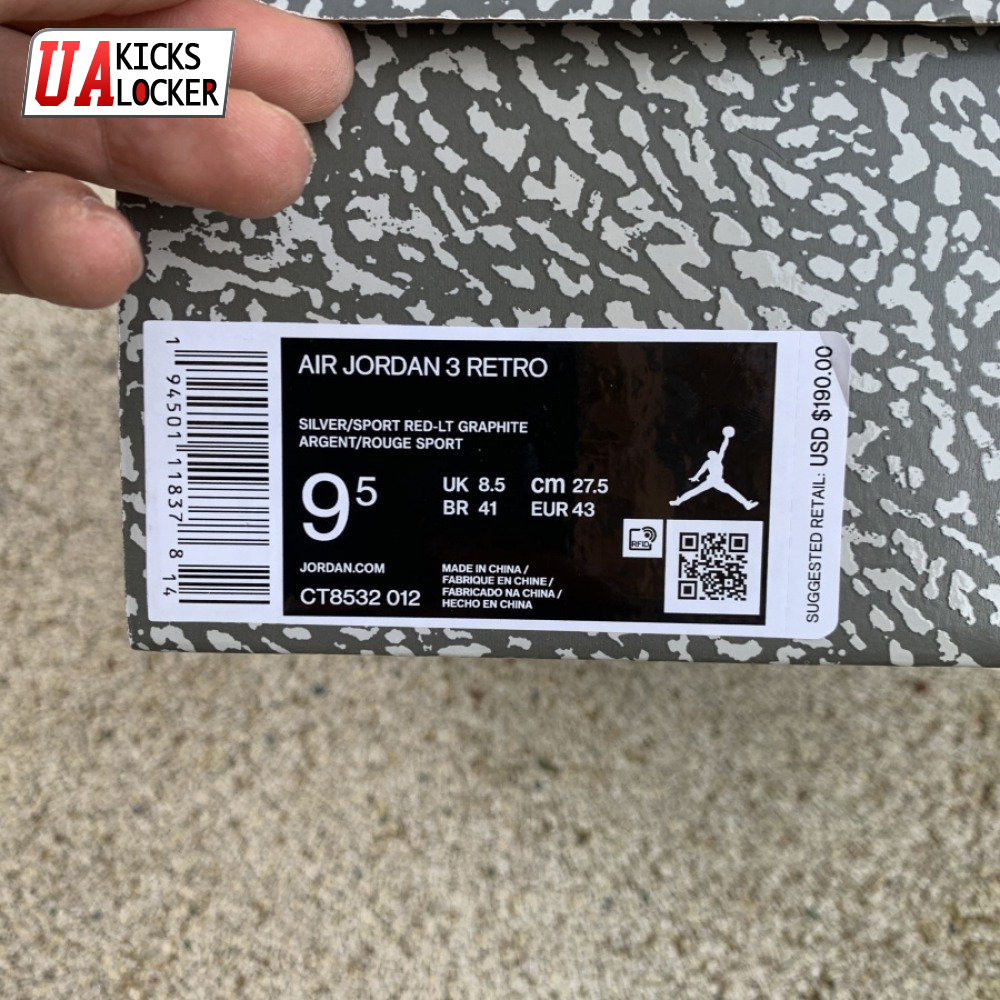 UA KICKS
LOCKER
AIR JORDAN 3 RETRO
SILVER/SPORT RED-LT GRAPHITE
ARGENT/ROUGE SPORT
9 5
UK 8.5 cm 27.5
BR 41 EUR 43
JORDAN.COM
CT8532 012
MADE IN CHINA /
FABRIQUE EN CHINE /
FABRICADO NA CHINA /
HECHO EN CHINA
RFID
1 94501 11837 8 14
SUGGESTED RETAIL: USD $190.00